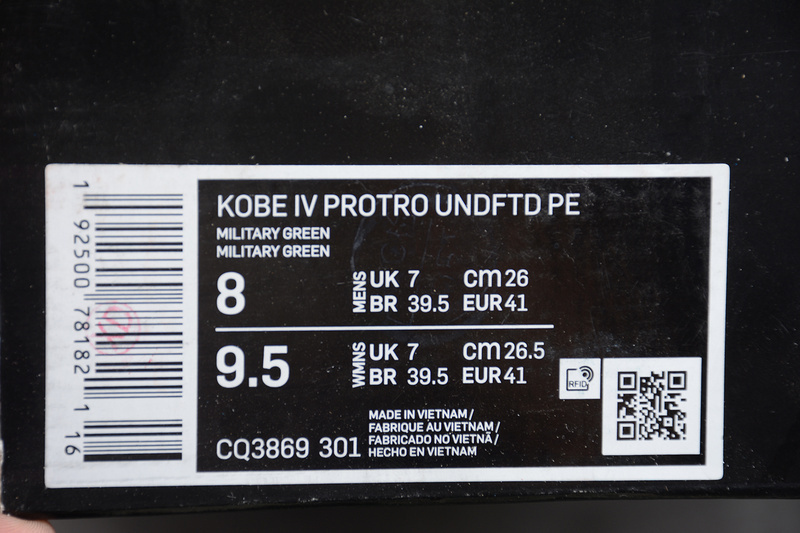 1 92500 78182 1 16
KOBE IV PROTRO UNDFTD PE
MILITARY GREEN
MILITARY GREEN
8 MENS UK 7 cm 26
BR 39.5 EUR 41
9.5 WMNS UK 7 cm 26.5
BR 39.5 EUR 41
RFID
MADE IN VIETNAM /
FABRIQUE AU VIETNAM /
FABRICADO NO VIETNÃ /
HECHO EN VIETNAM
CQ3869 301